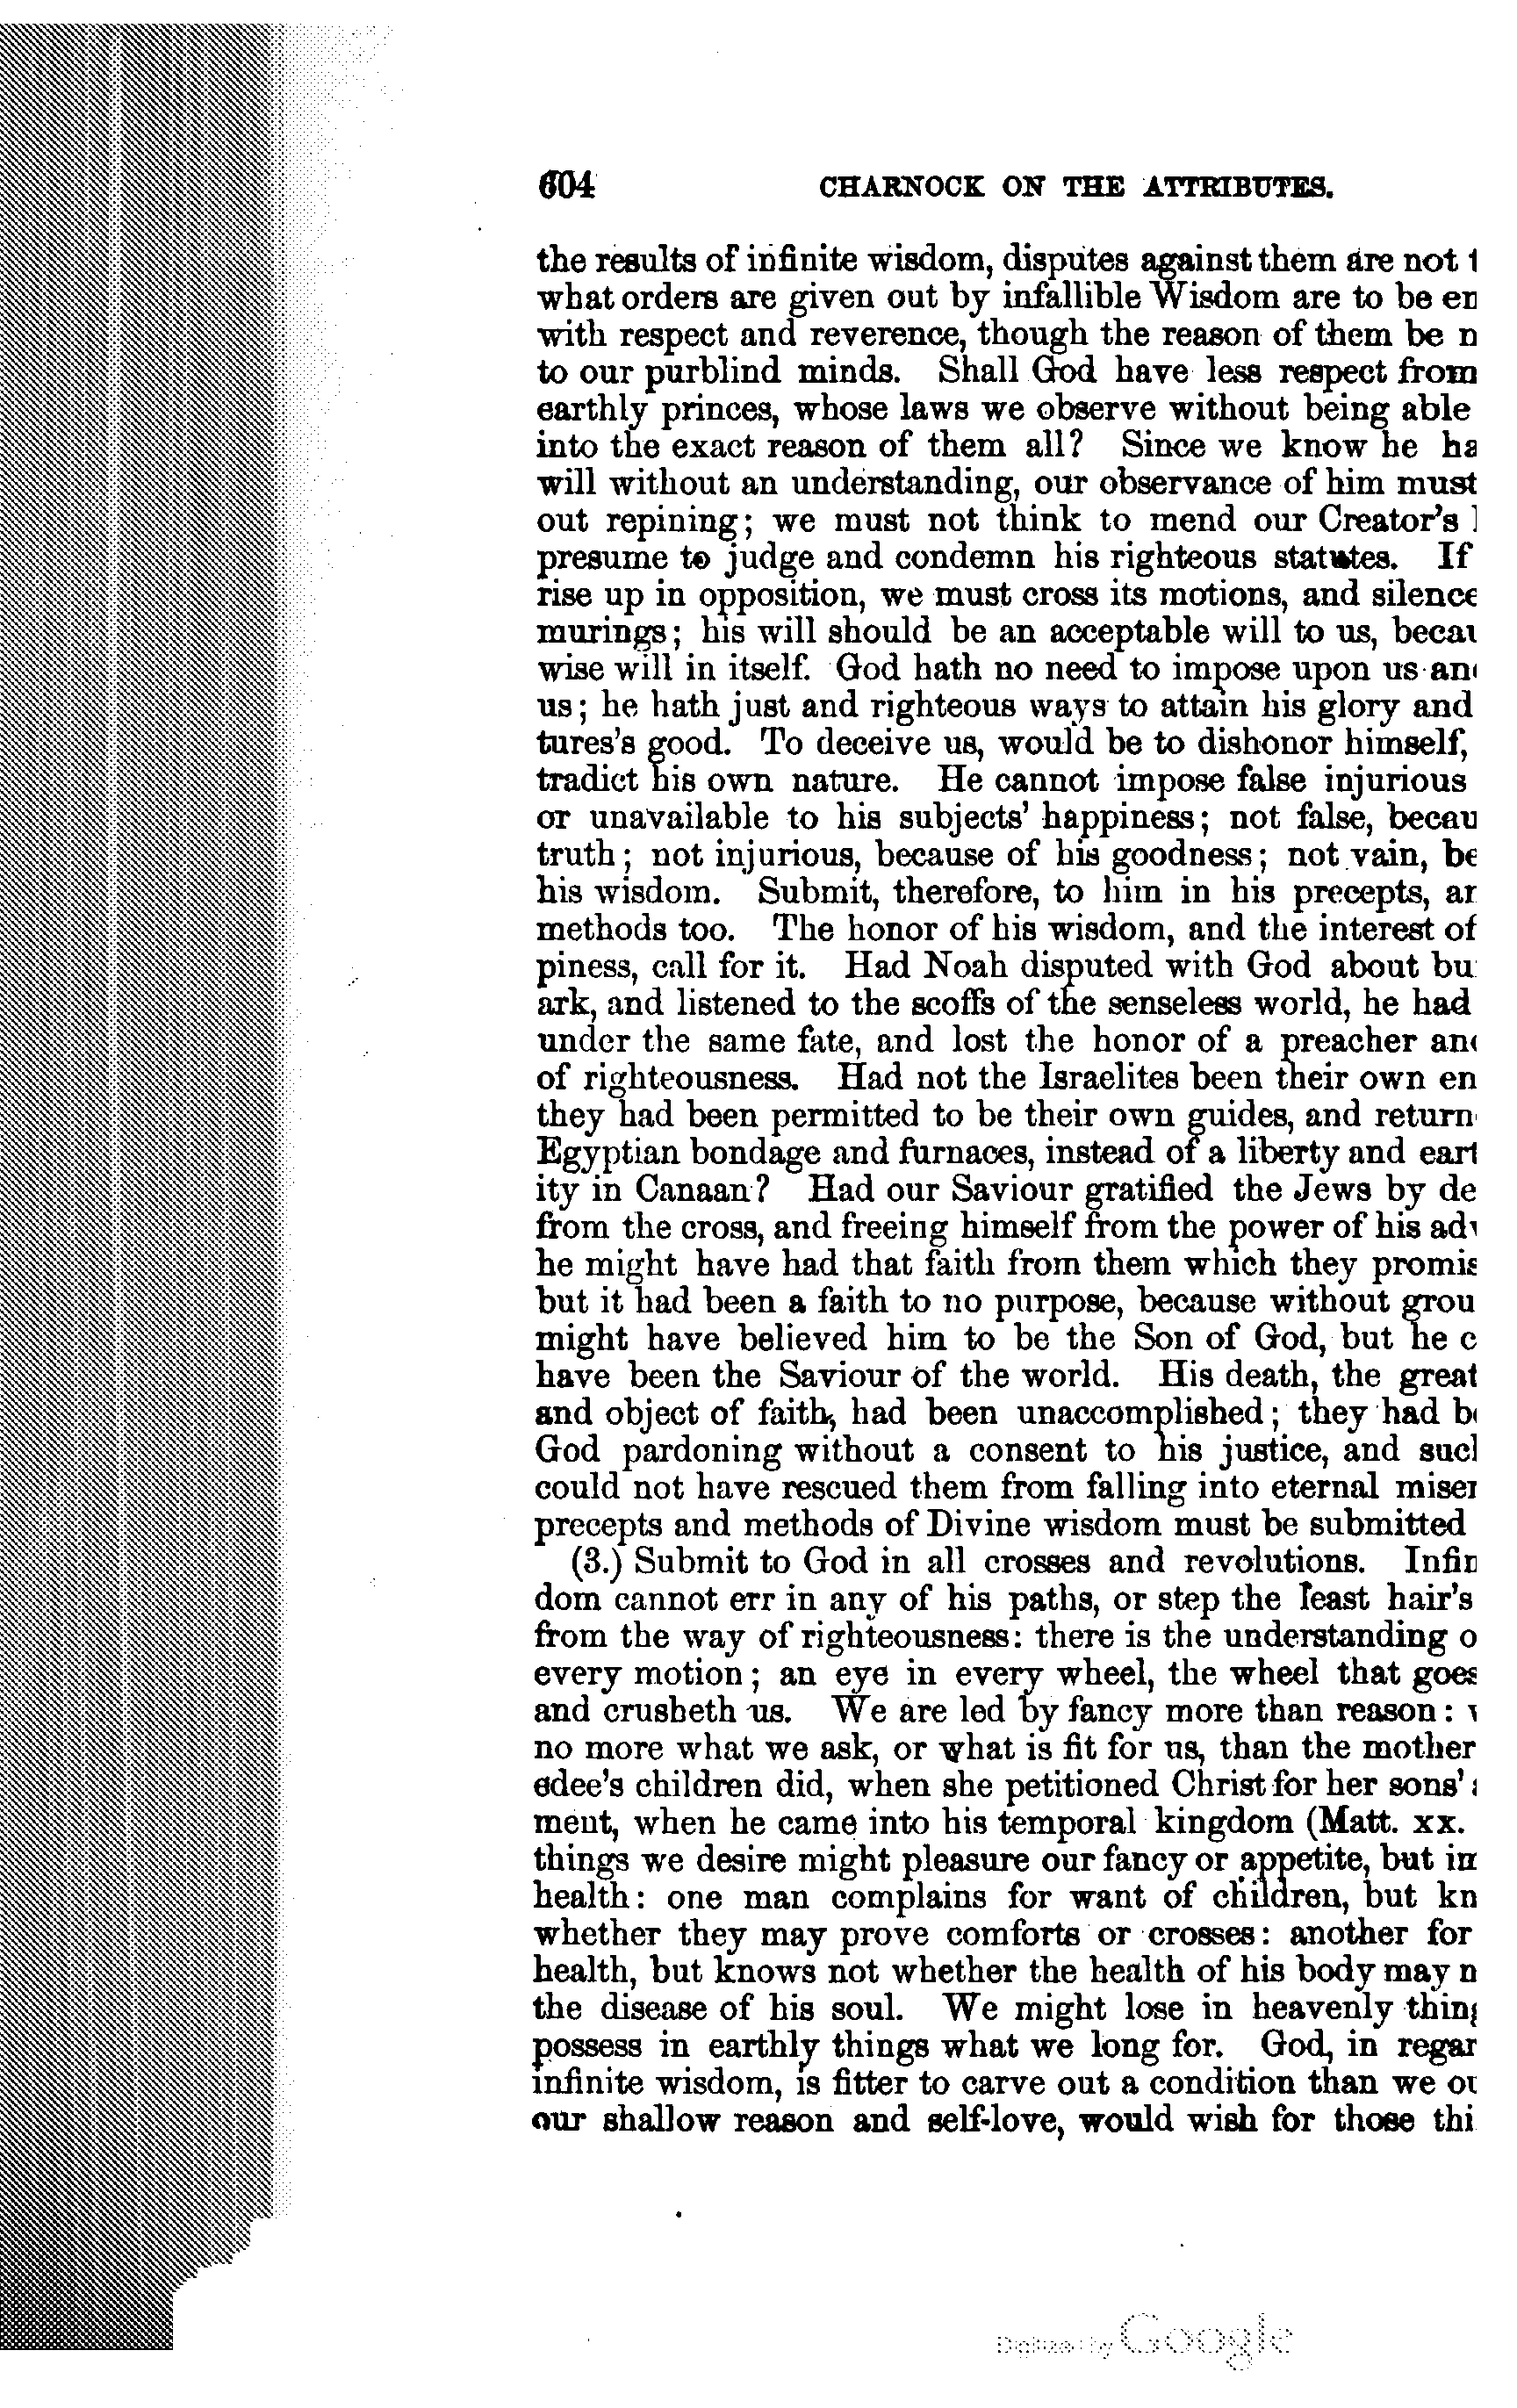 604 CHARNOCK ON THE ATTRIBUTES.
the results of infinite wisdom, disputes against them are not
what orders are given out by infallible Wisdom are to be en
with respect and reverence, though the reason of them be n
to our purblind minds. Shall God have less respect from
earthly princes, whose laws we observe without being able
into the exact reason of them all? Since we know he ha
will without an understanding, our observance of him must
out repining; we must not think to mend our Creator's
presume to judge and condemn his righteous statutes. If
rise up in opposition, we must cross its motions, and silence
murings; his will should be an acceptable will to us, becau
wise will in itself. God hath no need to impose upon us an
us; he hath just and righteous ways to attain his glory and
tures's good. To deceive us, would be to dishonor himself,
tradict his own nature. He cannot impose false injurious
or unavailable to his subjects' happiness; not false, becau
truth; not injurious, because of his goodness; not vain, be
his wisdom. Submit, therefore, to him in his precepts, an
methods too. The honor of his wisdom, and the interest of
piness, call for it. Had Noah disputed with God about bu
ark, and listened to the scoffs of the senseless world, he had
under the same fate, and lost the honor of a preacher an
of righteousness. Had not the Israelites been their own en
they had been permitted to be their own guides, and return
Egyptian bondage and furnaces, instead of a liberty and eart
ity in Canaan? Had our Saviour gratified the Jews by de
from the cross, and freeing himself from the power of his adv
he might have had that faith from them which they promis
but it had been a faith to no purpose, because without grou
might have believed him to be the Son of God, but he c
have been the Saviour of the world. His death, the great
and object of faith, had been unaccomplished; they had be
God pardoning without a consent to his justice, and such
could not have rescued them from falling into eternal miser
precepts and methods of Divine wisdom must be submitted
(3.) Submit to God in all crosses and revolutions. Infin
dom cannot err in any of his paths, or step the least hair's
from the way of righteousness: there is the understanding o
every motion; an eye in every wheel, the wheel that goes
and crusheth us. We are led by fancy more than reason:
no more what we ask, or what is fit for us, than the mother
edee's children did, when she petitioned Christ for her sons'
ment, when he came into his temporal kingdom (Matt. xx.
things we desire might pleasure our fancy or appetite, but im
health: one man complains for want of children, but kn
whether they may prove comforts or crosses: another for
health, but knows not whether the health of his body may n
the disease of his soul. We might lose in heavenly thing
possess in earthly things what we long for. God, in regar
infinite wisdom, is fitter to carve out a condition than we ou
our shallow reason and self-love, would wish for those thi
Digitized by Google